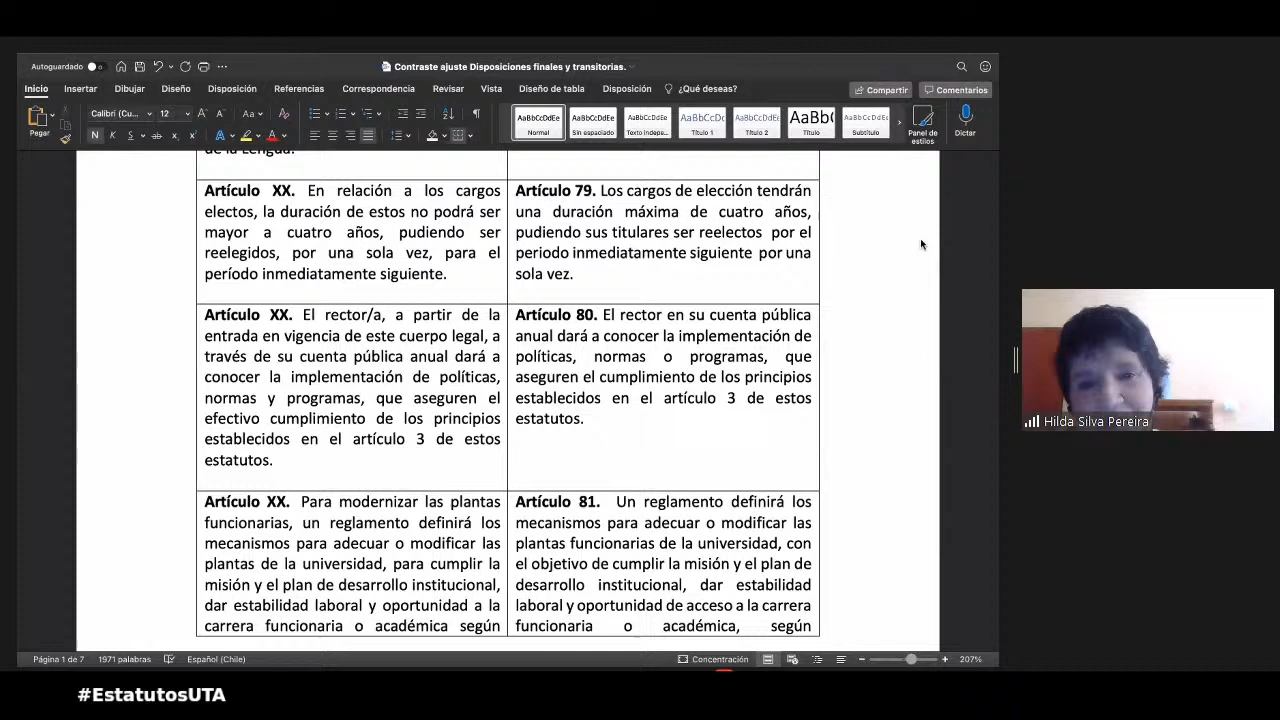 Autoguardado
Contraste ajuste Disposiciones finales y transitorias.
Inicio Insertar Dibujar Diseño Disposición Referencias Correspondencia Revisar Vista Diseño de tabla Disposición ¿Qué deseas? Compartir Comentarios
Pegar
Calibri (Cu... 12 A A Aa
N K S ab x x A A
AaBbCcDdEe AaBbCcDdEe AaBbCcDdEe AaBbCcDc AaBbCcDdEe AaBbC AaBbCcDdEe
Normal Sin espaciado Texto indepe... Título 1 Título 2 Título Subtítulo
Panel de
estilos
Dictar
de la Lengua.
Artículo XX. En relación a los cargos
electos, la duración de estos no podrá ser
mayor a cuatro años, pudiendo ser
reelegidos, por una sola vez, para el
período inmediatamente siguiente.
Artículo 79. Los cargos de elección tendrán
una duración máxima de cuatro años,
pudiendo sus titulares ser reelectos por el
periodo inmediatamente siguiente por una
sola vez.
Artículo XX. El rector/a, a partir de la
entrada en vigencia de este cuerpo legal, a
través de su cuenta pública anual dará a
conocer la implementación de políticas,
normas y programas, que aseguren el
efectivo cumplimiento de los principios
establecidos en el artículo 3 de estos
estatutos.
Artículo 80. El rector en su cuenta pública
anual dará a conocer la implementación de
políticas, normas o programas, que
aseguren el cumplimiento de los principios
establecidos en el artículo 3 de estos
estatutos.
Artículo XX. Para modernizar las plantas
funcionarias, un reglamento definirá los
mecanismos para adecuar o modificar las
plantas de la universidad, para cumplir la
misión y el plan de desarrollo institucional,
dar estabilidad laboral y oportunidad a la
carrera funcionaria o académica según
Artículo 81. Un reglamento definirá los
mecanismos para adecuar o modificar las
plantas funcionarias de la universidad, con
el objetivo de cumplir la misión y el plan de
desarrollo institucional, dar estabilidad
laboral y oportunidad de acceso a la carrera
funcionaria o académica, según
Hilda Silva Pereira
Página 1 de 7 1971 palabras Español (Chile) Concentración 207%
#EstatutosUTA